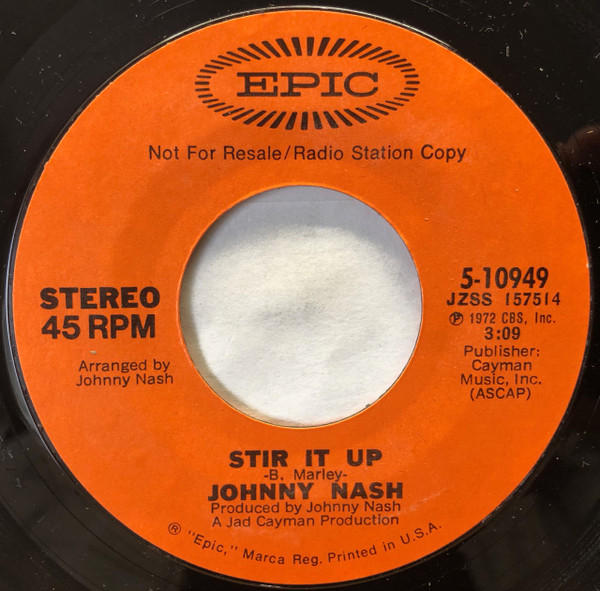 EPIC
Not For Resale/Radio Station Copy
STEREO
45 RPM
Arranged by
Johnny Nash
5-10949
JZSS 157514
℗ 1972 CBS, Inc.
3:09
Publisher:
Cayman
Music, Inc.
(ASCAP)
STIR IT UP
-B. Marley-
JOHNNY NASH
Produced by Johnny Nash
A Jad Cayman Production
® "Epic," Marca Reg. Printed in U.S.A.